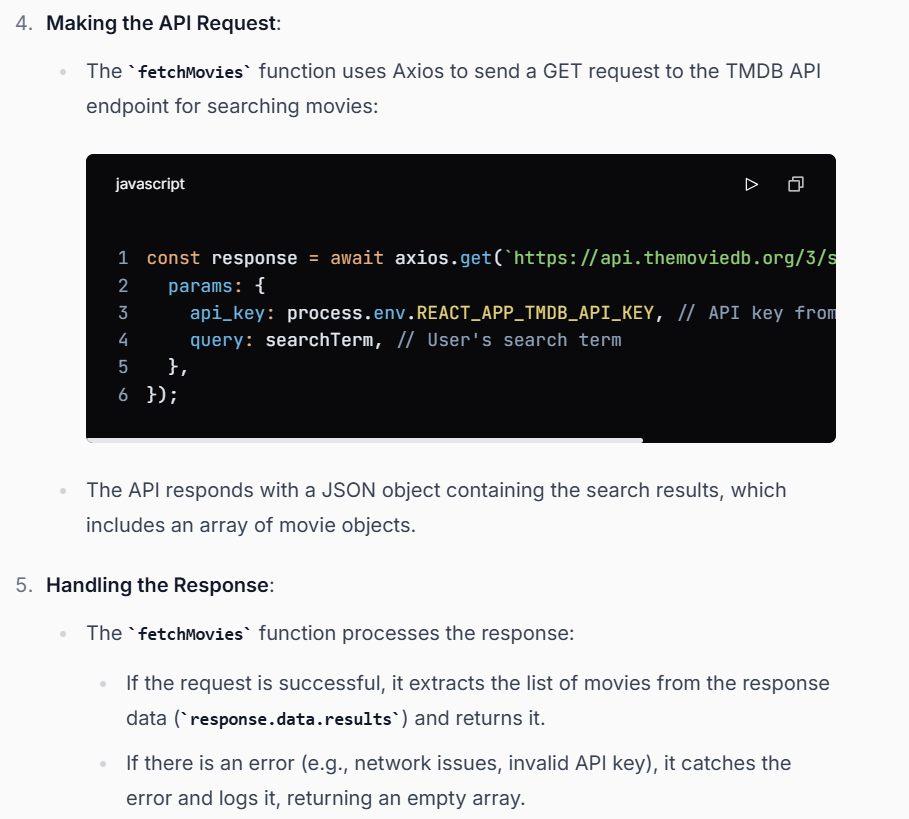 4. Making the API Request:
• The `fetchMovies` function uses Axios to send a GET request to the TMDB API
endpoint for searching movies:
javascript
1 const response = await axios.get(`https://api.themoviedb.org/3/s
2   params: {
3     api_key: process.env.REACT_APP_TMDB_API_KEY, // API key from
4     query: searchTerm, // User's search term
5   },
6 });
• The API responds with a JSON object containing the search results, which
includes an array of movie objects.
5. Handling the Response:
• The `fetchMovies` function processes the response:
• If the request is successful, it extracts the list of movies from the response
data (`response.data.results`) and returns it.
• If there is an error (e.g., network issues, invalid API key), it catches the
error and logs it, returning an empty array.